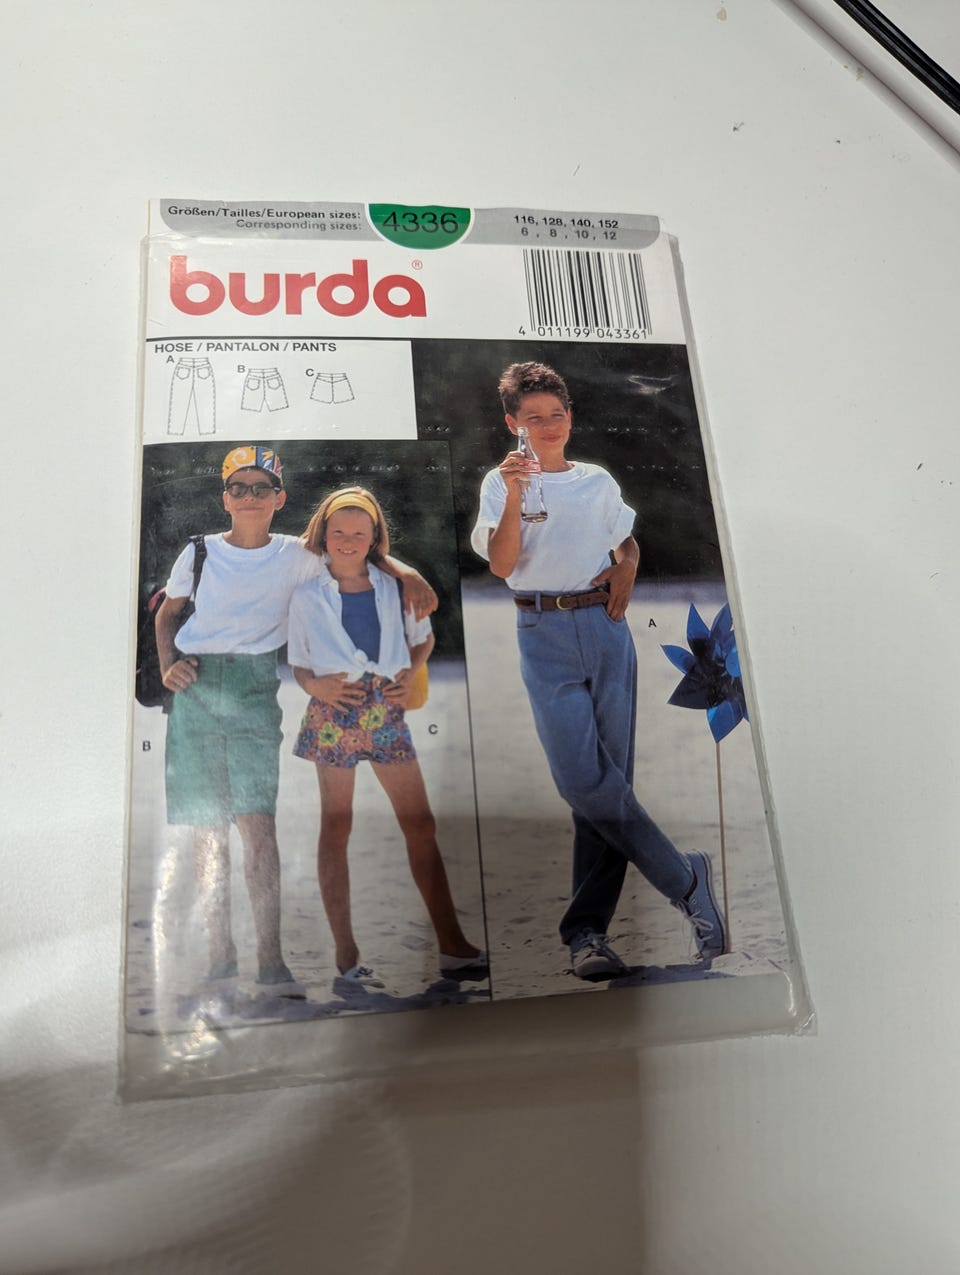 Größen/Tailles/European sizes:
Corresponding sizes:
4336
116, 128, 140, 152
6 , 8 , 10 , 12
burda®
4 011199 043361
HOSE / PANTALON / PANTS
A
B
C
A
B
C